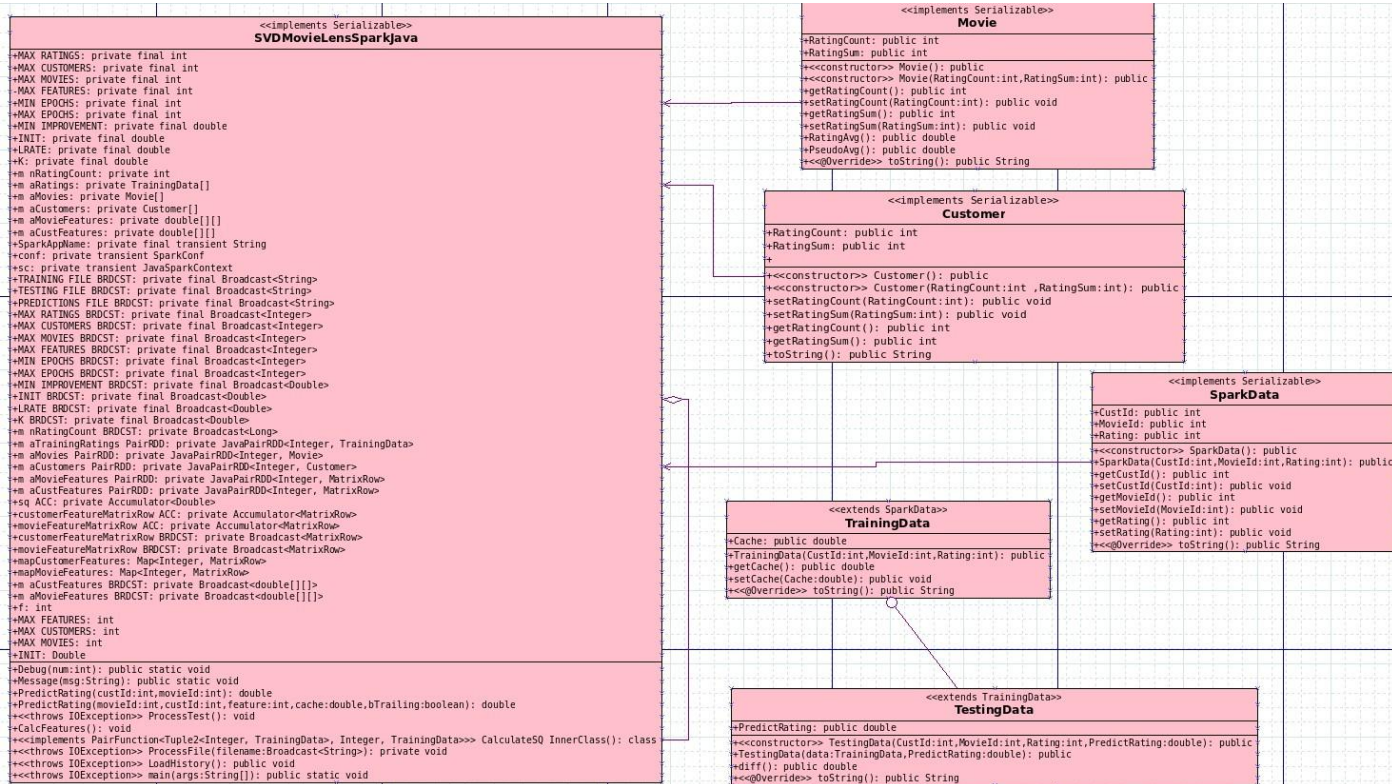 <<implements Serializable>>
SVDMovieLensSparkJava
+MAX RATINGS: private final int
+MAX CUSTOMERS: private final int
+MAX MOVIES: private final int
-MAX FEATURES: private final int
+MIN EPOCHS: private final int
+MAX EPOCHS: private final int
+MIN IMPROVEMENT: private final double
+INIT: private final double
+LRATE: private final double
+K: private final double
+m nRatingCount: private int
+m aRatings: private TrainingData[]
+m aMovies: private Movie[]
+m aCustomers: private Customer[]
+m aMovieFeatures: private double[][]
+m aCustFeatures: private double[][]
+SparkAppName: private final transient String
+conf: private transient SparkConf
+sc: private transient JavaSparkContext
+TRAINING FILE BRDCST: private final Broadcast<String>
+TESTING FILE BRDCST: private final Broadcast<String>
+PREDICTIONS FILE BRDCST: private final Broadcast<String>
+MAX RATINGS BRDCST: private final Broadcast<Integer>
+MAX CUSTOMERS BRDCST: private final Broadcast<Integer>
+MAX MOVIES BRDCST: private final Broadcast<Integer>
+MAX FEATURES BRDCST: private final Broadcast<Integer>
+MIN EPOCHS BRDCST: private final Broadcast<Integer>
+MAX EPOCHS BRDCST: private final Broadcast<Integer>
+MIN IMPROVEMENT BRDCST: private final Broadcast<Double>
+INIT BRDCST: private final Broadcast<Double>
+LRATE BRDCST: private final Broadcast<Double>
+K BRDCST: private final Broadcast<Double>
+m nRatingCount BRDCST: private Broadcast<Long>
+m aTrainingRatings PairRDD: private JavaPairRDD<Integer, TrainingData>
+m aMovies PairRDD: private JavaPairRDD<Integer, Movie>
+m aCustomers PairRDD: private JavaPairRDD<Integer, Customer>
+m aMovieFeatures PairRDD: private JavaPairRDD<Integer, MatrixRow>
+m aCustFeatures PairRDD: private JavaPairRDD<Integer, MatrixRow>
+sq ACC: private Accumulator<Double>
+customerFeatureMatrixRow ACC: private Accumulator<MatrixRow>
+movieFeatureMatrixRow ACC: private Accumulator<MatrixRow>
+customerFeatureMatrixRow BRDCST: private Broadcast<MatrixRow>
+movieFeatureMatrixRow BRDCST: private Broadcast<MatrixRow>
+mapCustomerFeatures: Map<Integer, MatrixRow>
+mapMovieFeatures: Map<Integer, MatrixRow>
+m aCustFeatures BRDCST: private Broadcast<double[][]>
+m aMovieFeatures BRDCST: private Broadcast<double[][]>
+f: int
+MAX FEATURES: int
+MAX CUSTOMERS: int
+MAX MOVIES: int
+INIT: Double
+Debug(num:int): public static void
+Message(msg:String): public static void
+PredictRating(custId:int,movieId:int): double
+PredictRating(movieId:int,custId:int,feature:int,cache:double,bTrailing:boolean): double
+<<throws IOException>> ProcessTest(): void
+CalcFeatures(): void
+<<implements PairFunction<Tuple2<Integer, TrainingData>, Integer, TrainingData>>> CalculateSQ InnerClass(): class
+<<throws IOException>> ProcessFile(filename:Broadcast<String>): private void
+<<throws IOException>> LoadHistory(): public void
+<<throws IOException>> main(args:String[]): public static void
<<implements Serializable>>
Movie
+RatingCount: public int
+RatingSum: public int
+<<constructor>> Movie(): public
+<<constructor>> Movie(RatingCount:int,RatingSum:int): public
+getRatingCount(): public int
+setRatingCount(RatingCount:int): public void
+getRatingSum(): public int
+setRatingSum(RatingSum:int): public void
+RatingAvg(): public double
+PseudoAvg(): public double
+<<@Override>> toString(): public String
<<implements Serializable>>
Customer
+RatingCount: public int
+RatingSum: public int
+
+<<constructor>> Customer(): public
+<<constructor>> Customer(RatingCount:int ,RatingSum:int): public
+setRatingCount(RatingCount:int): public void
+setRatingSum(RatingSum:int): public void
+getRatingCount(): public int
+getRatingSum(): public int
+toString(): public String
<<implements Serializable>>
SparkData
+CustId: public int
+MovieId: public int
+Rating: public int
+<<constructor>> SparkData(): public
+SparkData(CustId:int,MovieId:int,Rating:int): public
+getCustId(): public int
+setCustId(CustId:int): public void
+getMovieId(): public int
+setMovieId(MovieId:int): public void
+getRating(): public int
+setRating(Rating:int): public void
+<<@Override>> toString(): public String
<<extends SparkData>>
TrainingData
+Cache: public double
+TrainingData(CustId:int,MovieId:int,Rating:int): public
+getCache(): public double
+setCache(Cache:double): public void
+<<@Override>> toString(): public String
<<extends TrainingData>>
TestingData
+PredictRating: public double
+<<constructor>> TestingData(CustId:int,MovieId:int,Rating:int,PredictRating:double): public
+TestingData(data:TrainingData,PredictRating:double): public
+diff(): public double
+<<@Override>> toString(): public String